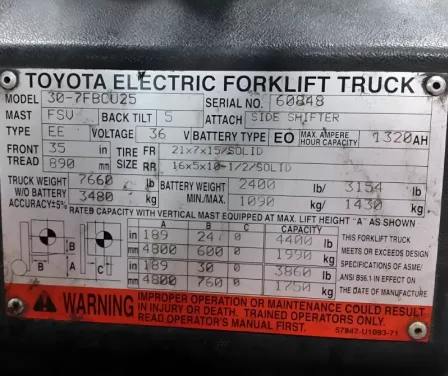 TOYOTA ELECTRIC FORKLIFT TRUCK
MODEL 30-7FBCU25 SERIAL NO. 60848
MAST FSV BACK TILT 5 ATTACH SIDE SHIFTER
TYPE EE VOLTAGE 36 V BATTERY TYPE EO MAX. AMPERE HOUR CAPACITY 1320 AH
FRONT TREAD 35 in TIRE SIZE FR 21x7x15/SOLID
890 mm RR 16x5x10-1/2/SOLID
TRUCK WEIGHT 7660 lb BATTERY WEIGHT 2400 lb/ 3154 lb
W/O BATTERY 3480 kg MIN./MAX. 1090 kg/ 1430 kg
ACCURACY±5%
RATED CAPACITY WITH VERTICAL MAST EQUIPPED AT MAX. LIFT HEIGHT "A" AS SHOWN
A B C CAPACITY
in 189 24 0 4400 lb THIS FORKLIFT TRUCK
mm 4800 600 0 1990 kg MEETS OR EXCEEDS DESIGN
in 189 30 0 3860 lb SPECIFICATIONS OF ASME/ ANSI B56.1 IN EFFECT ON
mm 4800 760 0 1750 kg THE DATE OF MANUFACTURE
A B C
WARNING IMPROPER OPERATION OR MAINTENANCE COULD RESULT
IN INJURY OR DEATH. TRAINED OPERATORS ONLY.
READ OPERATOR'S MANUAL FIRST. 57847-U1093-71